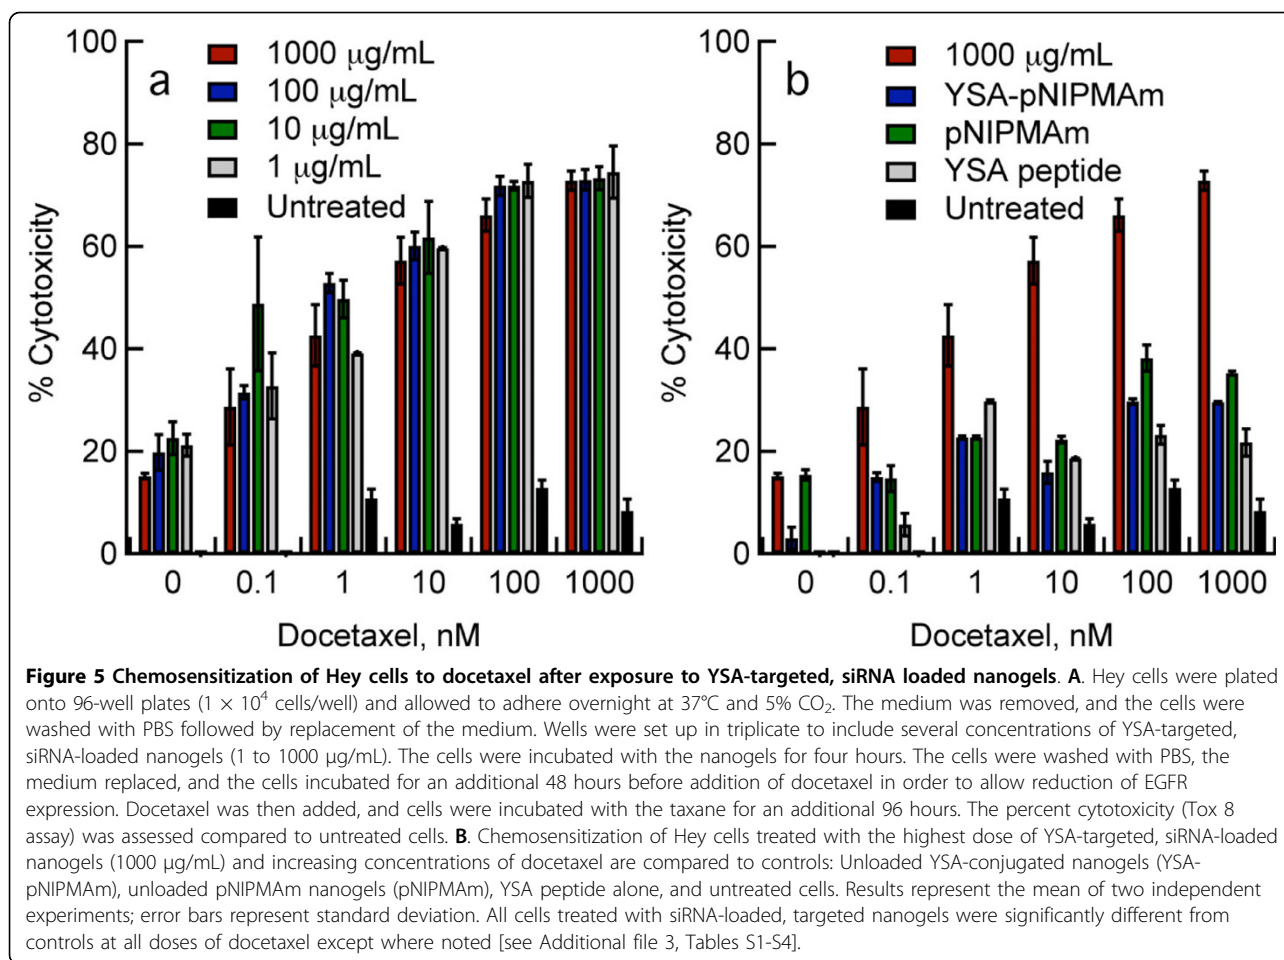 100
80
60
40
20
0
% Cytotoxicity
a
1000 μg/mL
100 μg/mL
10 μg/mL
1 μg/mL
Untreated
0 0.1 1 10 100 1000
Docetaxel, nM
100
80
60
40
20
0
% Cytotoxicity
b
1000 μg/mL
YSA-pNIPMAm
pNIPMAm
YSA peptide
Untreated
0 0.1 1 10 100 1000
Docetaxel, nM
Figure 5 Chemosensitization of Hey cells to docetaxel after exposure to YSA-targeted, siRNA loaded nanogels. A. Hey cells were plated
onto 96-well plates (1 × 10⁴ cells/well) and allowed to adhere overnight at 37°C and 5% CO₂. The medium was removed, and the cells were
washed with PBS followed by replacement of the medium. Wells were set up in triplicate to include several concentrations of YSA-targeted,
siRNA-loaded nanogels (1 to 1000 μg/mL). The cells were incubated with the nanogels for four hours. The cells were washed with PBS, the
medium replaced, and the cells incubated for an additional 48 hours before addition of docetaxel in order to allow reduction of EGFR
expression. Docetaxel was then added, and cells were incubated with the taxane for an additional 96 hours. The percent cytotoxicity (Tox 8
assay) was assessed compared to untreated cells. B. Chemosensitization of Hey cells treated with the highest dose of YSA-targeted, siRNA-loaded
nanogels (1000 μg/mL) and increasing concentrations of docetaxel are compared to controls: Unloaded YSA-conjugated nanogels (YSA-
pNIPMAm), unloaded pNIPMAm nanogels (pNIPMAm), YSA peptide alone, and untreated cells. Results represent the mean of two independent
experiments; error bars represent standard deviation. All cells treated with siRNA-loaded, targeted nanogels were significantly different from
controls at all doses of docetaxel except where noted [see Additional file 3, Tables S1-S4].